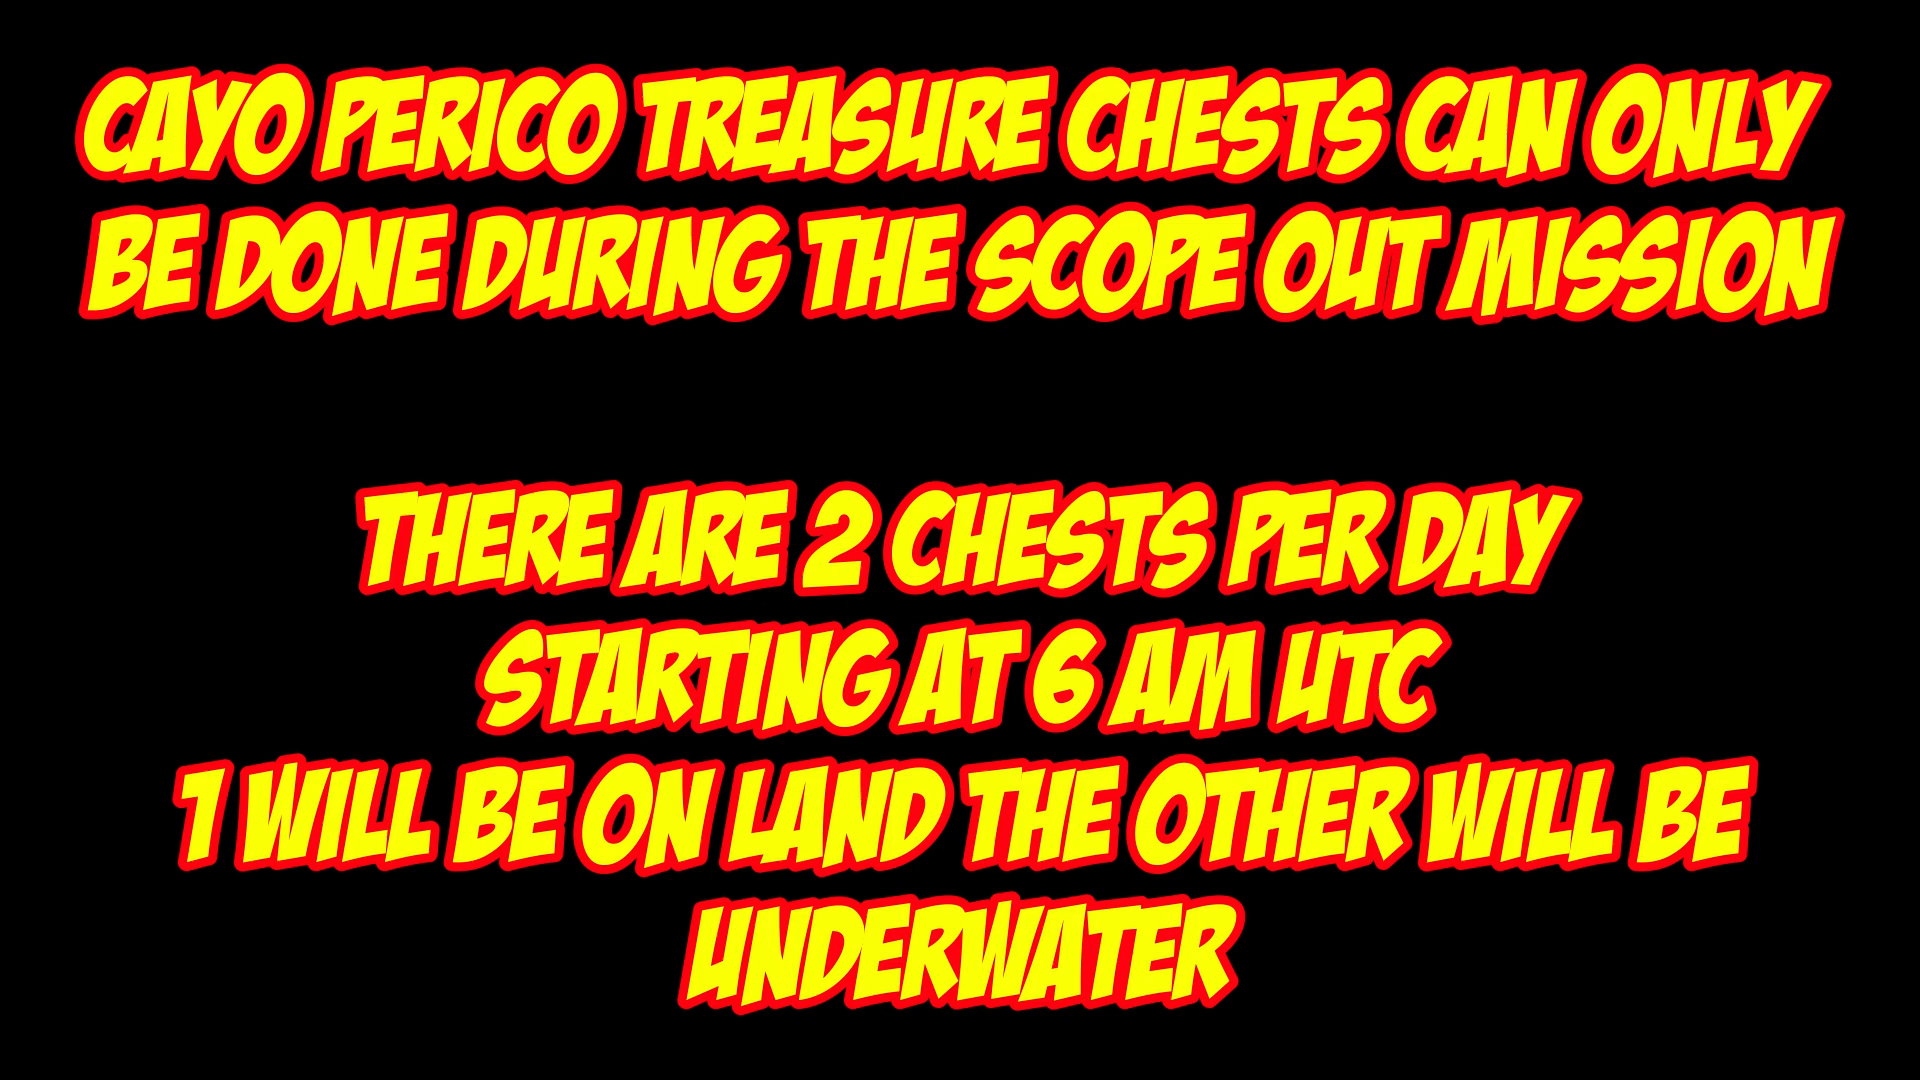 CAYO PERICO TREASURE CHESTS CAN ONLY
BE DONE DURING THE SCOPE OUT MISSION
THERE ARE 2 CHESTS PER DAY
STARTING AT 6 AM UTC
1 WILL BE ON LAND THE OTHER WILL BE
UNDERWATER